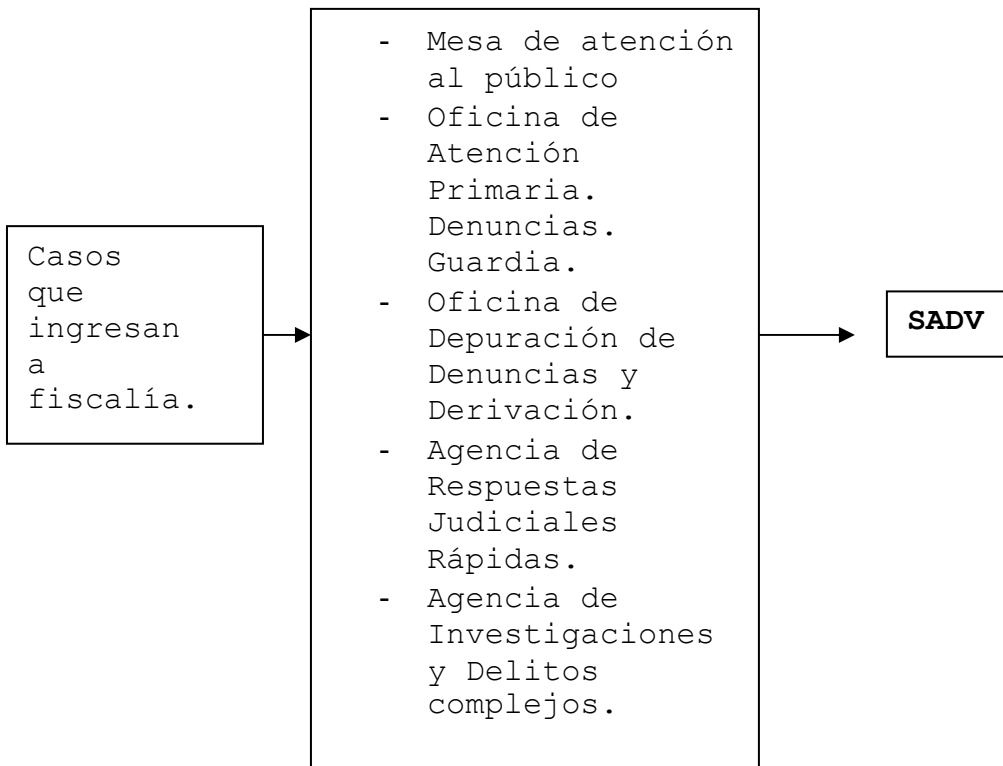 Casos
que
ingresan
a
fiscalía.
- Mesa de atención
al público
- Oficina de
Atención
Primaria.
Denuncias.
Guardia.
- Oficina de
Depuración de
Denuncias y
Derivación.
- Agencia de
Respuestas
Judiciales
Rápidas.
- Agencia de
Investigaciones
y Delitos
complejos.
SADV